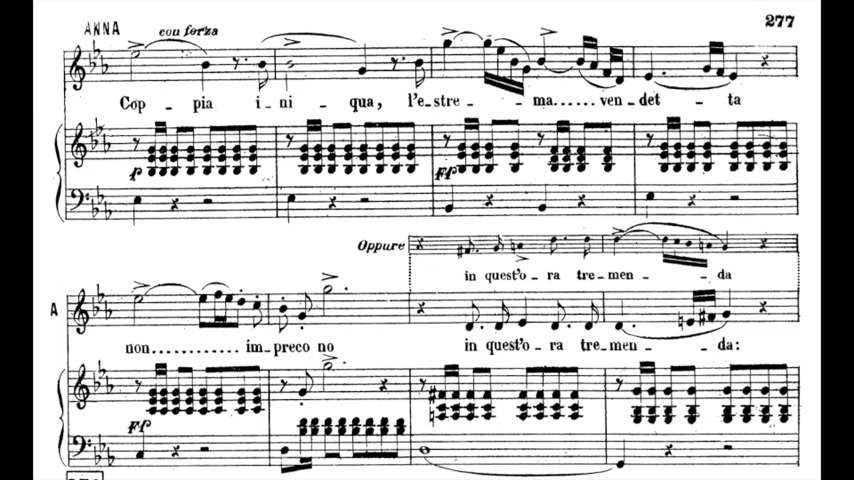 ANNA con forza 277
Cop - pia i - ni - qua, l'e - stre - ma...... ven - det - ta
P FF
Oppure
in quest'o - ra tre - men - da
A
non............ im - preco no in quest'o - ra tre - men - da:
FF